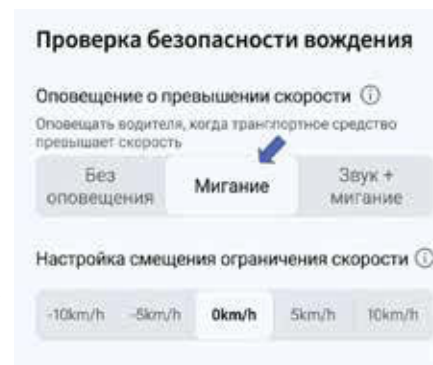 Проверка безопасности вождения
Оповещение о превышении скорости
Оповещать водителя, когда транспортное средство
превышает скорость
Без
оповещения
Мигание
Звук +
мигание
Настройка смещения ограничения скорости
-10km/h -5km/h 0km/h 5km/h 10km/h